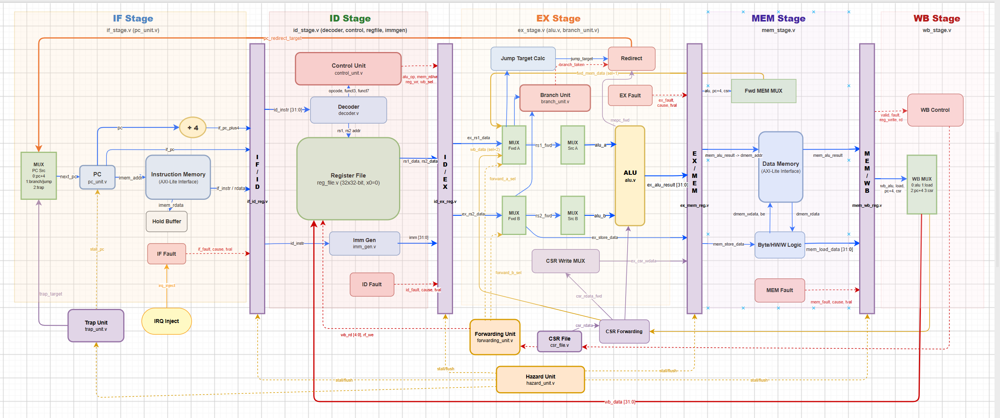 IF Stage
if_stage.v (pc_unit.v)
ID Stage
id_stage.v (decoder, control, regfile, immgen)
EX Stage
ex_stage.v (alu.v, branch_unit.v)
MEM Stage
mem_stage.v
WB Stage
wb_stage.v
pc_redirect_target
MUX
PC Src
0:pc+4
1:branch/jump
2:trap
next_pc
PC
pc_unit.v
pc
+ 4
if_pc_plus4
if_pc
imem_addr
Instruction Memory
(AXI-Lite Interface)
if_instr / rdata
imem_rdata
Hold Buffer
IF Fault
if_fault, cause, tval
irq_inject
IRQ Inject
stall_pc
trap_target
Trap Unit
trap_unit.v
I
F
/
I
D
if_id_reg.v
Control Unit
control_unit.v
alu_op, mem_rd/wr
reg_wr, wb_sel...
opcode, funct3, funct7
id_instr [31:0]
Decoder
decoder.v
rs1, rs2 addr
Register File
reg_file.v (32x32-bit, x0=0)
rs1_data, rs2_data
id_instr
Imm Gen
imm_gen.v
imm [31:0]
ID Fault
id_fault, cause, tval
wb_rd [4:0], rf_we
I
D
/
E
X
id_ex_reg.v
Jump Target Calc
jump_target
branch_taken
Redirect
fwd_mem_data (sel=1)
Branch Unit
branch_unit.v
EX Fault
ex_fault,
cause, tval
mepc_fwd
ex_rs1_data
wb_data (sel=2)
MUX
Fwd A
rs1_fwd
MUX
Src A
alu_a
forward_a_sel
ALU
alu.v
ex_alu_result [31:0]
ex_rs2_data
MUX
Fwd B
rs2_fwd
MUX
Src B
alu_b
ex_store_data
CSR Write MUX
ex_csr_wdata
forward_b_sel
csr_rdata_fwd
Forwarding Unit
forwarding_unit.v
CSR File
csr_file.v
csr_rdata
CSR Forwarding
Hazard Unit
hazard_unit.v
stall/flush
stall/flush
stall/flush
stall/flush
wb_data [31:0]
E
X
/
M
E
M
ex_mem_reg.v
alu, pc+4, csr
Fwd MEM MUX
mem_alu_result -> dmem_addr
Data Memory
(AXI-Lite Interface)
mem_alu_result
dmem_wdata, be
dmem_rdata
mem_store_data
Byte/HW/W Logic
mem_load_data [31:0]
MEM Fault
mem_fault, cause, tval
M
E
M
/
W
B
mem_wb_reg.v
valid, fault,
reg_write, rd
WB Control
wb_alu, load,
pc+4, csr
WB MUX
0:alu 1:load
2:pc+4 3:csr